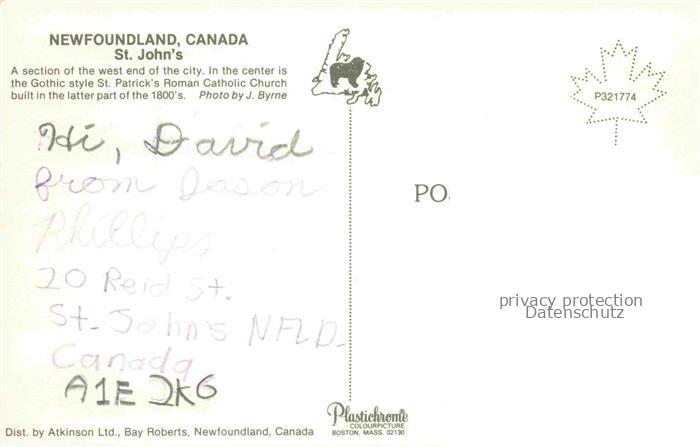 NEWFOUNDLAND, CANADA
St. John's
A section of the west end of the city. In the center is
the Gothic style St. Patrick's Roman Catholic Church
built in the latter part of the 1800's. Photo by J. Byrne
P321774
Hi, David
from Jason
Phillips
20 Reid St.
St. John's NFLD.
Canada
A1E 2K6
PO
privacy protection
Datenschutz
Plastichrome
COLOURPICTURE
BOSTON, MASS. 02130
Dist. by Atkinson Ltd., Bay Roberts, Newfoundland, Canada